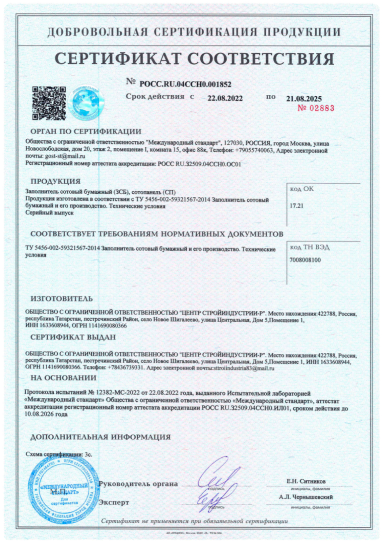 ДОБРОВОЛЬНАЯ СЕРТИФИКАЦИЯ ПРОДУКЦИИ
СЕРТИФИКАТ СООТВЕТСТВИЯ
№ РОСС.RU.04ССН0.001852
Срок действия с 22.08.2022 по 21.08.2025
№ 02883
ОРГАН ПО СЕРТИФИКАЦИИ
Общества с ограниченной ответственностью "Международный стандарт", 127030, РОССИЯ, город Москва, улица
Новослободская, дом 20, этаж 2, помещение I, комната 15, офис 88к, Телефон: +79055740063, Адрес электронной
почты: gost-st@mail.ru
Регистрационный номер аттестата аккредитации: РОСС RU.32509.04ССН0.ОС01
ПРОДУКЦИЯ
Заполнитель сотовый бумажный (ЗСБ), сотопанель (СП)
Продукция изготовлена в соответствии с ТУ 5456-002-59321567-2014 Заполнитель сотовый
бумажный и его производство. Технические условия
Серийный выпуск
код ОК
17.21
СООТВЕТСТВУЕТ ТРЕБОВАНИЯМ НОРМАТИВНЫХ ДОКУМЕНТОВ
ТУ 5456-002-59321567-2014 Заполнитель сотовый бумажный и его производство. Технические
условия
код ТН ВЭД
7008008100
ИЗГОТОВИТЕЛЬ
ОБЩЕСТВО С ОГРАНИЧЕННОЙ ОТВЕТСТВЕННОСТЬЮ "ЦЕНТР СТРОЙИНДУСТРИИ-Р". Место нахождения:422788, Россия,
республика Татарстан, пестречинский Район, село Новое Шигалеево, улица Центральная, Дом 5,Помещение 1,
ИНН 1633608944, ОГРН 1141690080366
СЕРТИФИКАТ ВЫДАН
ОБЩЕСТВО С ОГРАНИЧЕННОЙ ОТВЕТСТВЕННОСТЬЮ "ЦЕНТР СТРОЙИНДУСТРИИ-Р". Место нахождения:422788, Россия,
республика Татарстан, пестречинский Район, село Новое Шигалеево, улица Центральная, Дом 5,Помещение 1, ИНН 1633608944,
ОГРН 1141690080366. Телефон: +78436739331. Адрес электронной почты:
НА ОСНОВАНИИ
Протокола испытаний № 12382-МС-2022 от 22.08.2022 года, выданного Испытательной лабораторией
«Международный стандарт» Общества с ограниченной ответственностью «Международный стандарт», аттестат
аккредитации регистрационный номер аттестата аккредитации РОСС RU.32509.04ССН0.ИЛ01, сроком действия до
10.08.2026 года
ДОПОЛНИТЕЛЬНАЯ ИНФОРМАЦИЯ
Схема сертификации: 3с.
«МЕЖДУНАРОДНЫЙ
СТАНДАРТ»
М.П.
Для
сертификатов
Руководитель органа
Е.Н. Ситников
Эксперт
А.Л. Чернышевский
Сертификат не применяется при обязательной сертификации